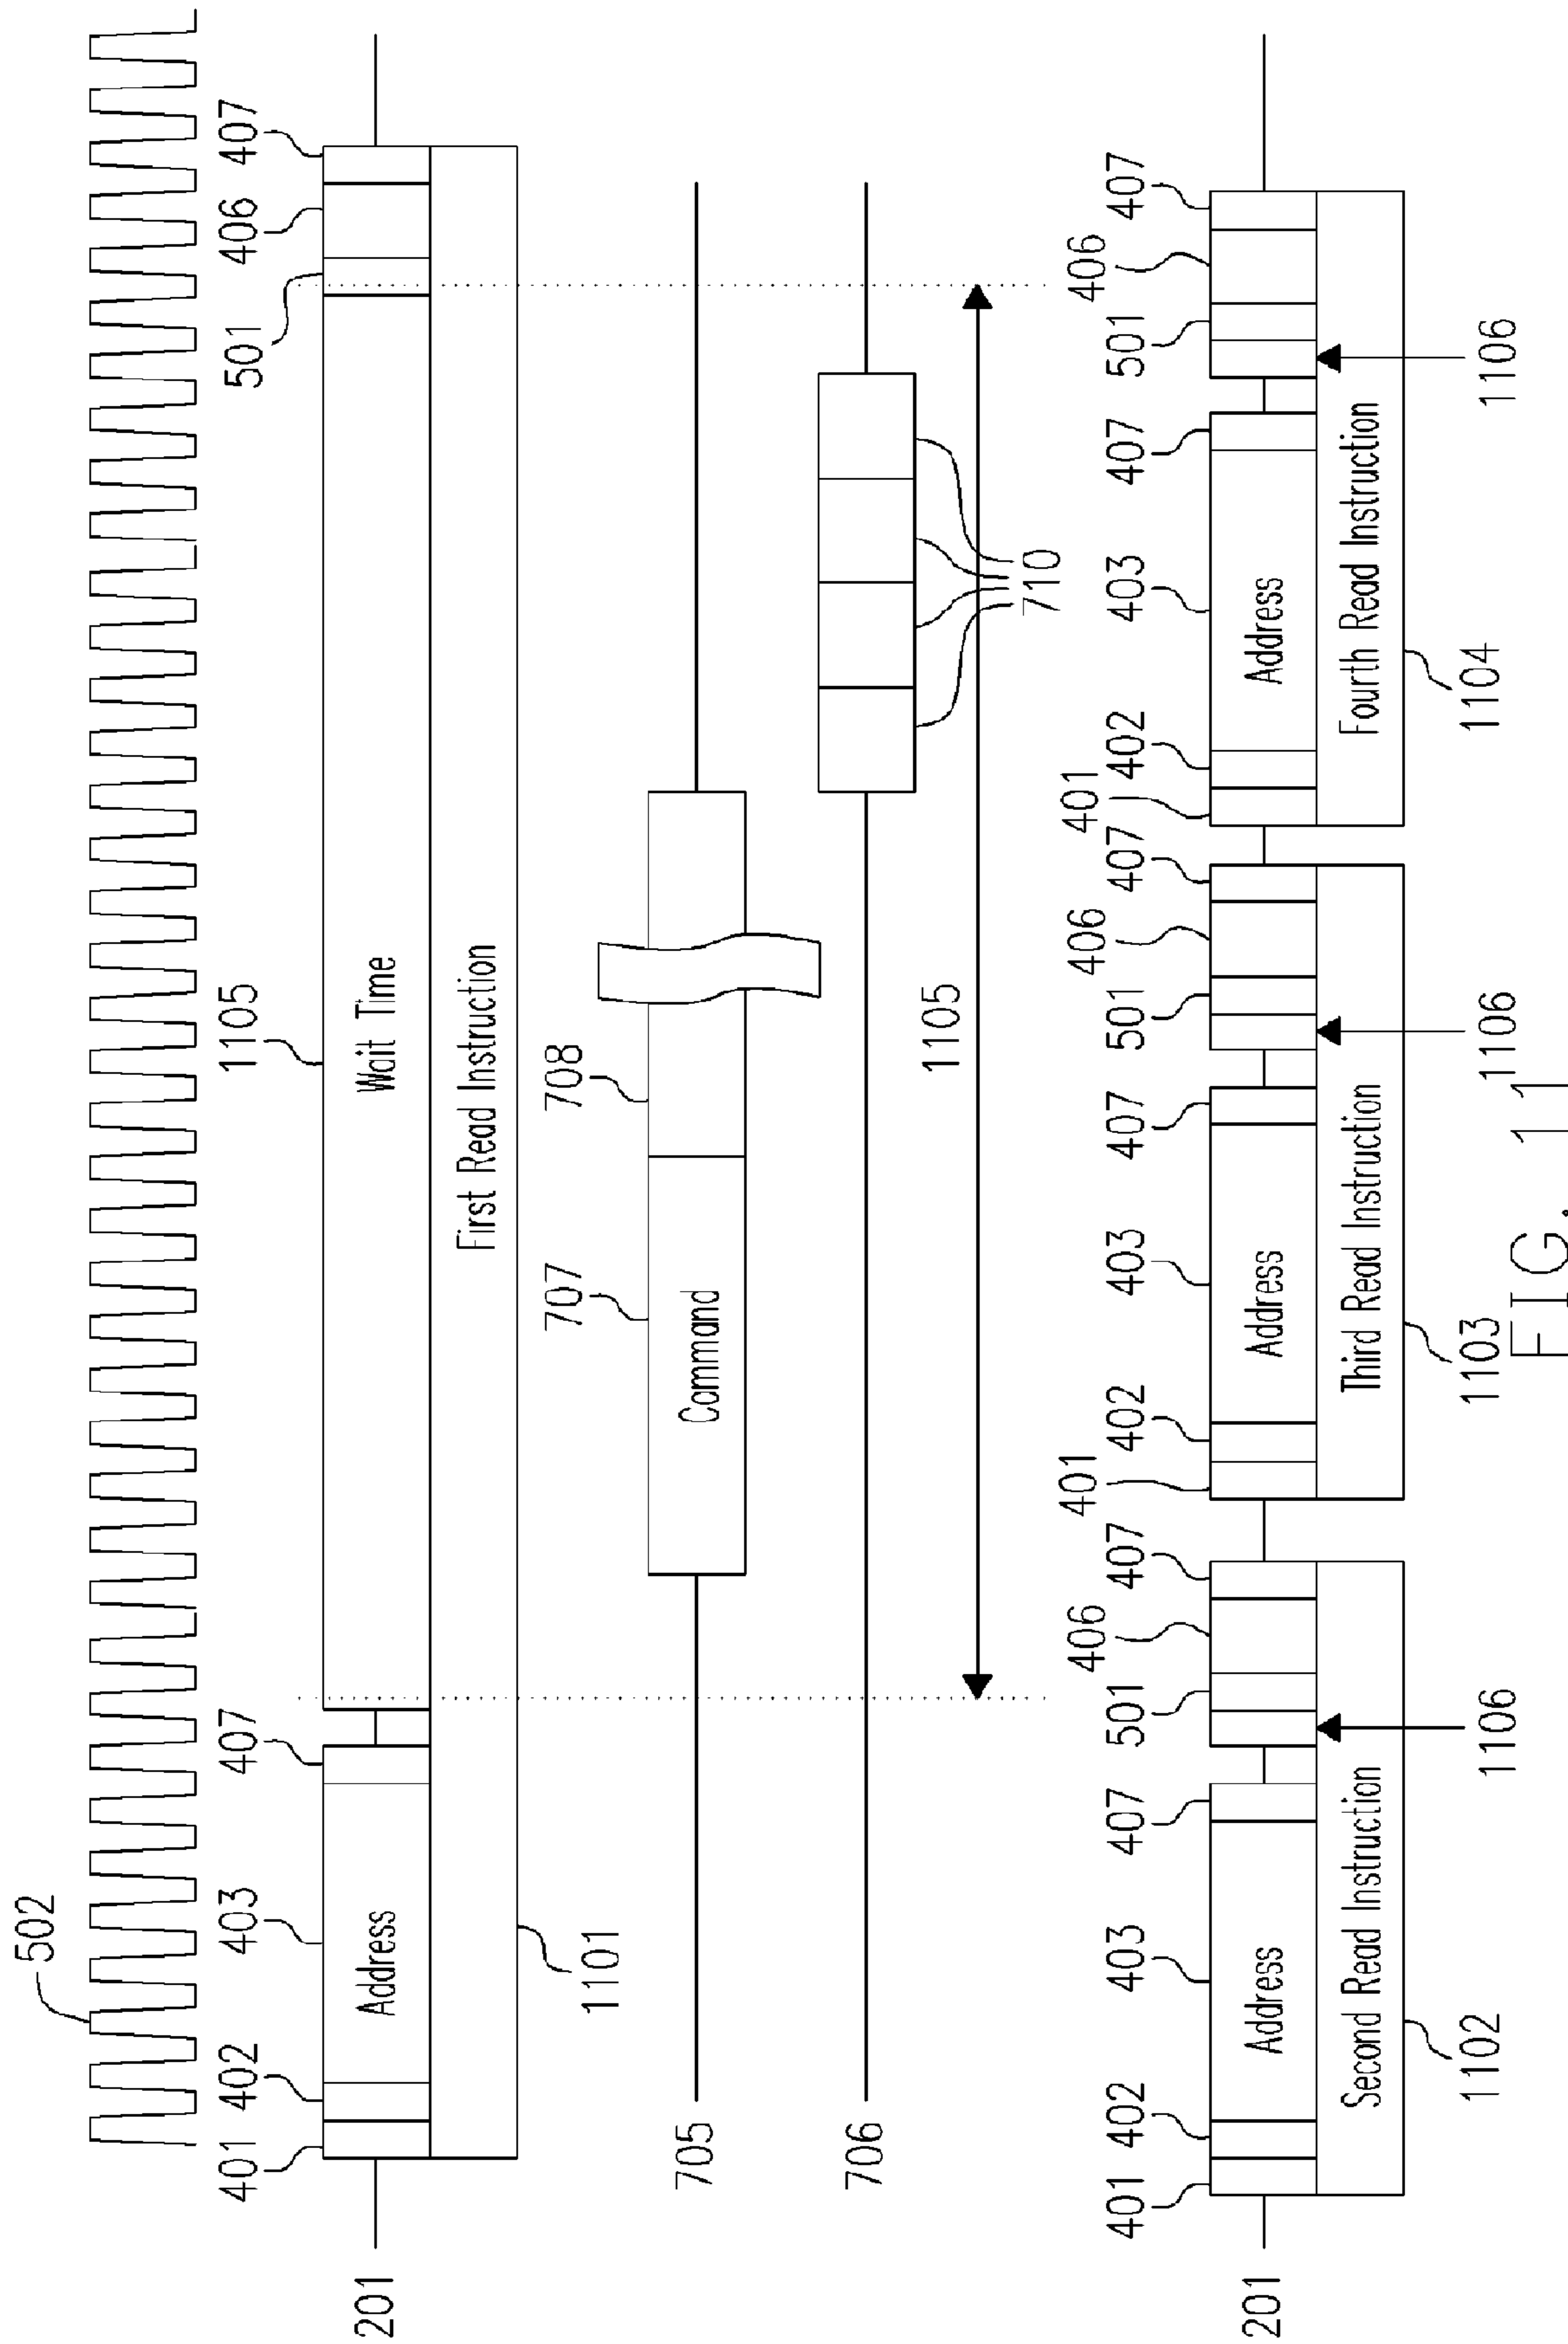 502
401 402 403 407 1105 501 406 407
201 Address Wait Time
First Read Instruction
1101
707 708
705 Command
706
710
1105
401 402 403 407 501 406 407 401 402 403 407 501 406 407 401 402 403 407 501 406 407
201 Address Address Address
Second Read Instruction Third Read Instruction Fourth Read Instruction
1102 1106 1103 1106 1104 1106
FIG. 11